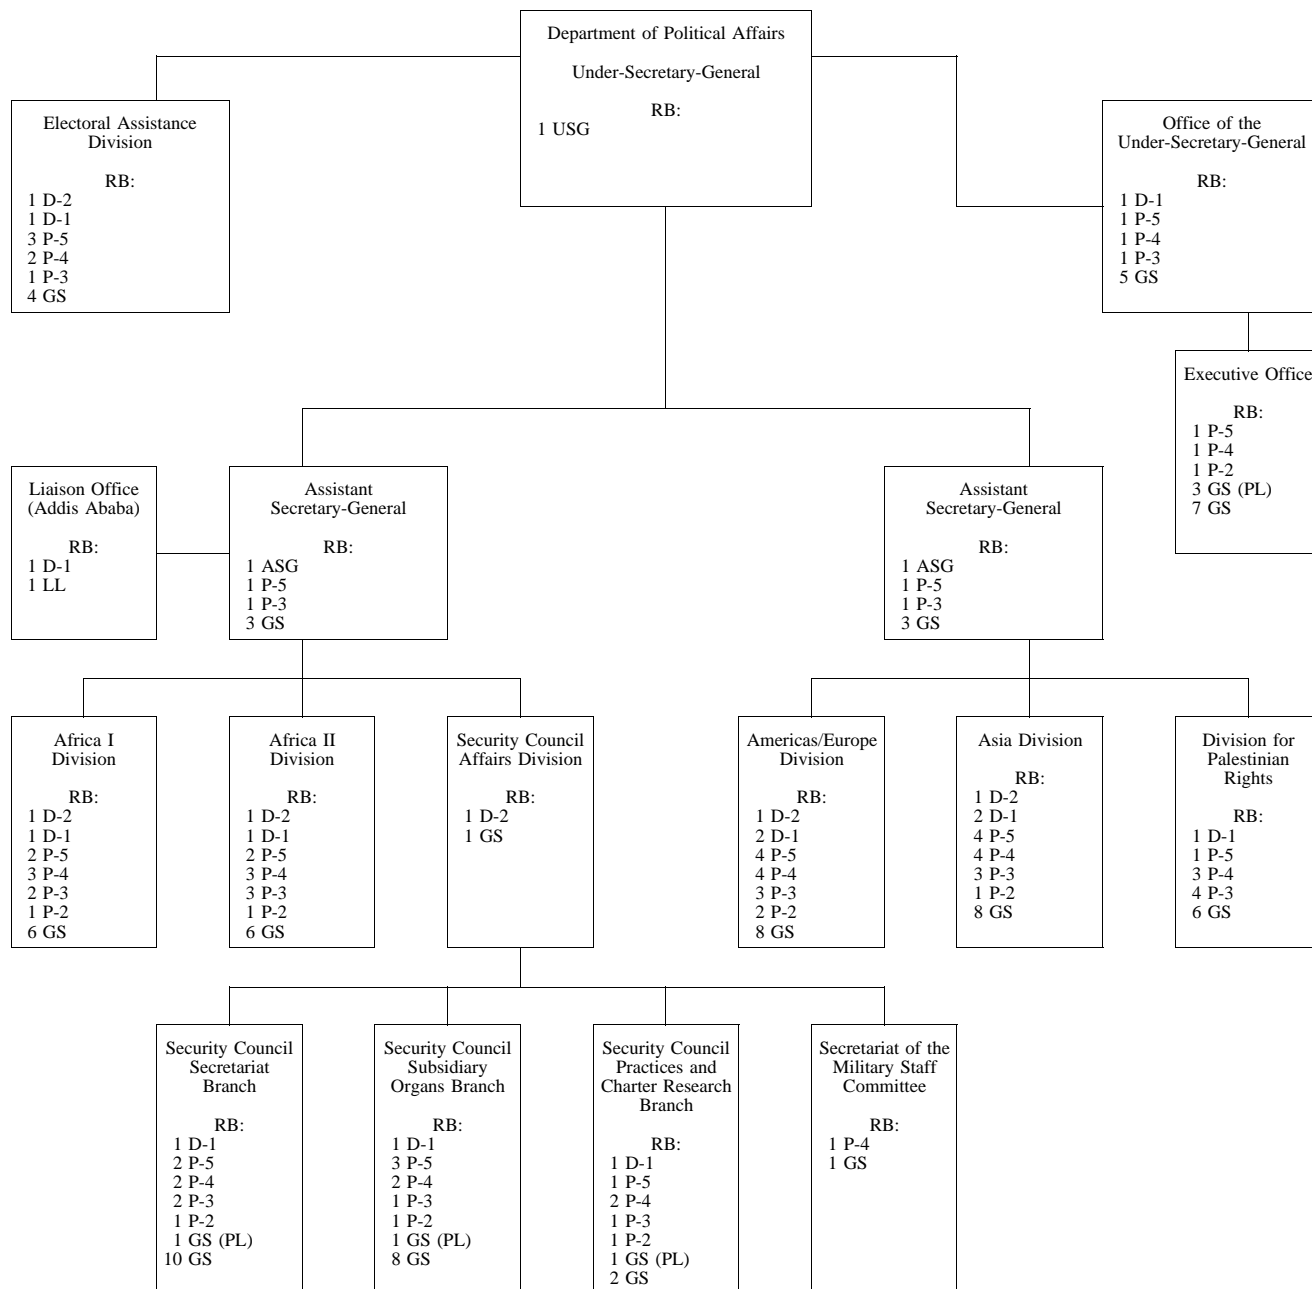 Department of Political Affairs
Under-Secretary-General
RB:
1 USG
Electoral Assistance
Division
RB:
1 D-2
1 D-1
3 P-5
2 P-4
1 P-3
4 GS
Office of the
Under-Secretary-General
RB:
1 D-1
1 P-5
1 P-4
1 P-3
5 GS
Executive Office
RB:
1 P-5
1 P-4
1 P-2
3 GS (PL)
7 GS
Liaison Office
(Addis Ababa)
RB:
1 D-1
1 LL
Assistant
Secretary-General
RB:
1 ASG
1 P-5
1 P-3
3 GS
Assistant
Secretary-General
RB:
1 ASG
1 P-5
1 P-3
3 GS
Africa I
Division
RB:
1 D-2
1 D-1
2 P-5
3 P-4
2 P-3
1 P-2
6 GS
Africa II
Division
RB:
1 D-2
1 D-1
2 P-5
3 P-4
3 P-3
1 P-2
6 GS
Security Council
Affairs Division
RB:
1 D-2
1 GS
Americas/Europe
Division
RB:
1 D-2
2 D-1
4 P-5
4 P-4
3 P-3
2 P-2
8 GS
Asia Division
RB:
1 D-2
2 D-1
4 P-5
4 P-4
3 P-3
1 P-2
8 GS
Division for
Palestinian
Rights
RB:
1 D-1
1 P-5
3 P-4
4 P-3
6 GS
Security Council
Secretariat
Branch
RB:
1 D-1
2 P-5
2 P-4
2 P-3
1 P-2
1 GS (PL)
10 GS
Security Council
Subsidiary
Organs Branch
RB:
1 D-1
3 P-5
2 P-4
1 P-3
1 P-2
1 GS (PL)
8 GS
Security Council
Practices and
Charter Research
Branch
RB:
1 D-1
1 P-5
2 P-4
1 P-3
1 P-2
1 GS (PL)
2 GS
Secretariat of the
Military Staff
Committee
RB:
1 P-4
1 GS